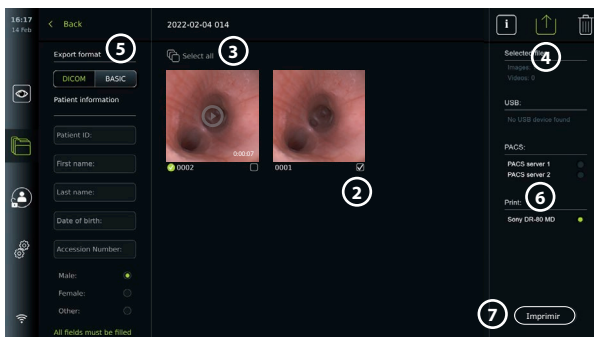 16:17
14 Feb
Back
2022-02-04 014
i
Export format
5
DICOM
BASIC
Patient information
Patient ID:
First name:
Last name:
Date of birth:
Accession Number:
Male:
Female:
Other:
All fields must be filled
Select all
3
0:00:07
0002
0001
2
Selected files:
4
Images:
Videos: 0
USB:
No USB device found
PACS:
PACS server 1
PACS server 2
Print:
6
Sony DR-80 MD
7
Imprimir